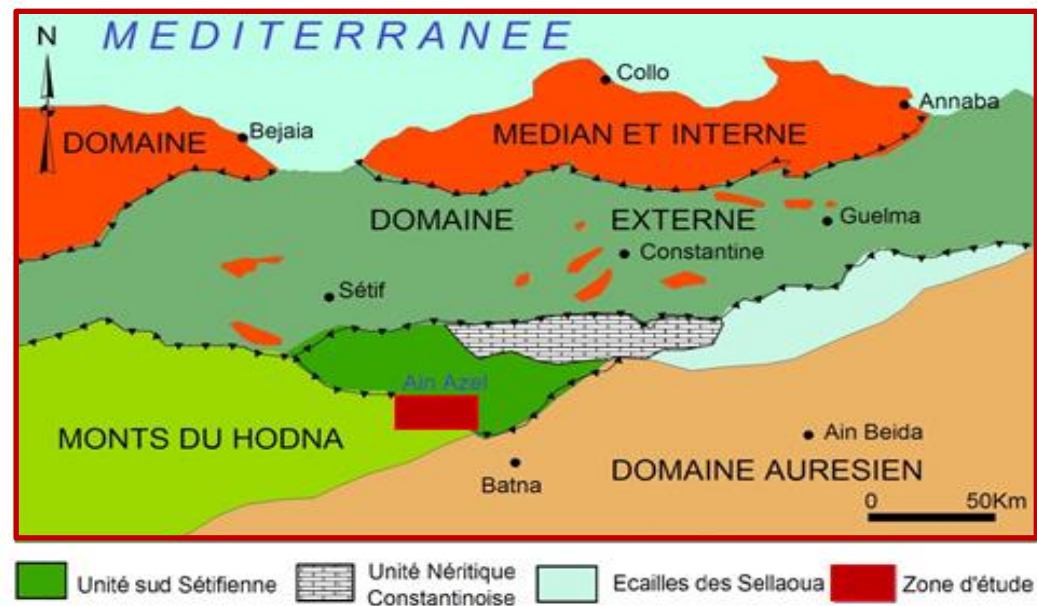 N
MEDITERRANEE
Collo
Annaba
Bejaia
DOMAINE
MEDIAN ET INTERNE
DOMAINE EXTERNE
Guelma
Constantine
Sétif
Ain Azel
MONTS DU HODNA
Ain Beida
Batna
DOMAINE AURESIEN
0 50Km
Unité sud Sétifienne
Unité Néritique
Constantinoise
Ecailles des Sellaoua
Zone d'étude